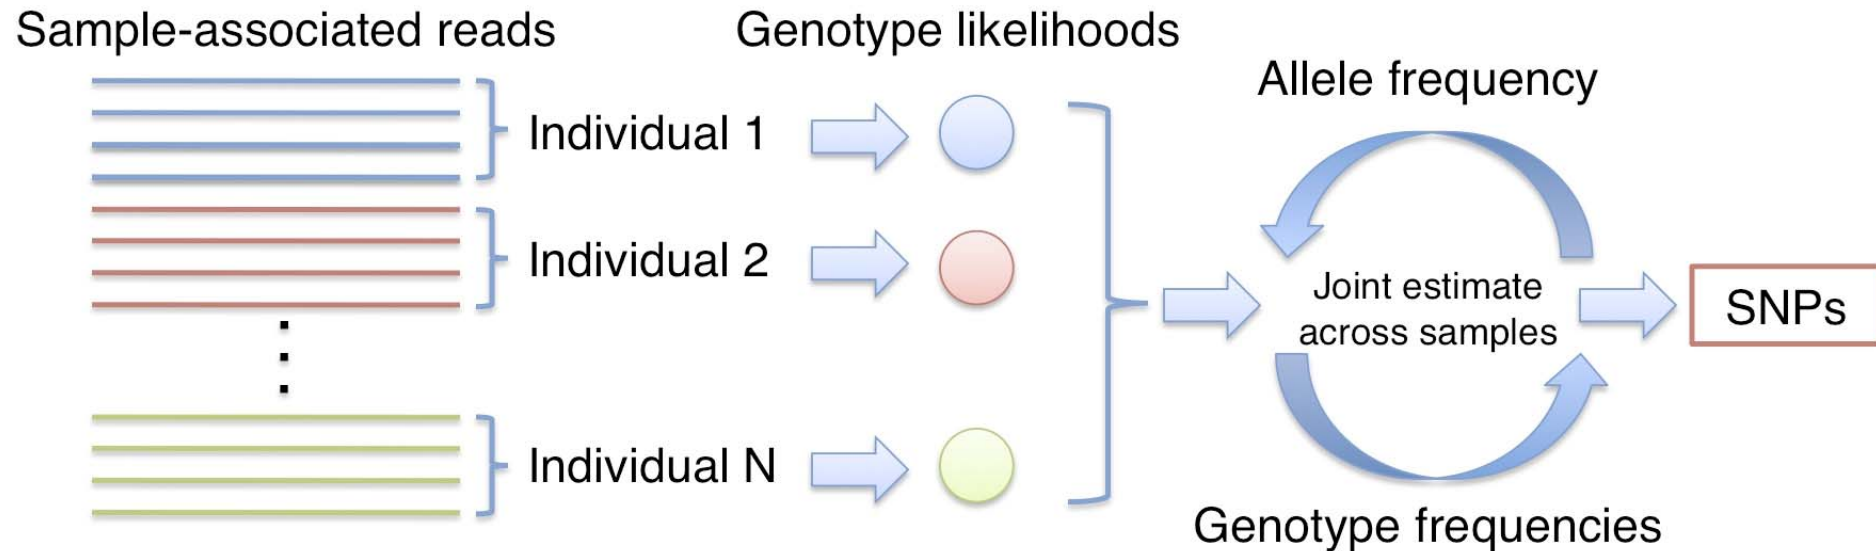 Sample-associated reads
Genotype likelihoods
Allele frequency
Individual 1
Individual 2
Individual N
Joint estimate
across samples
SNPs
Genotype frequencies